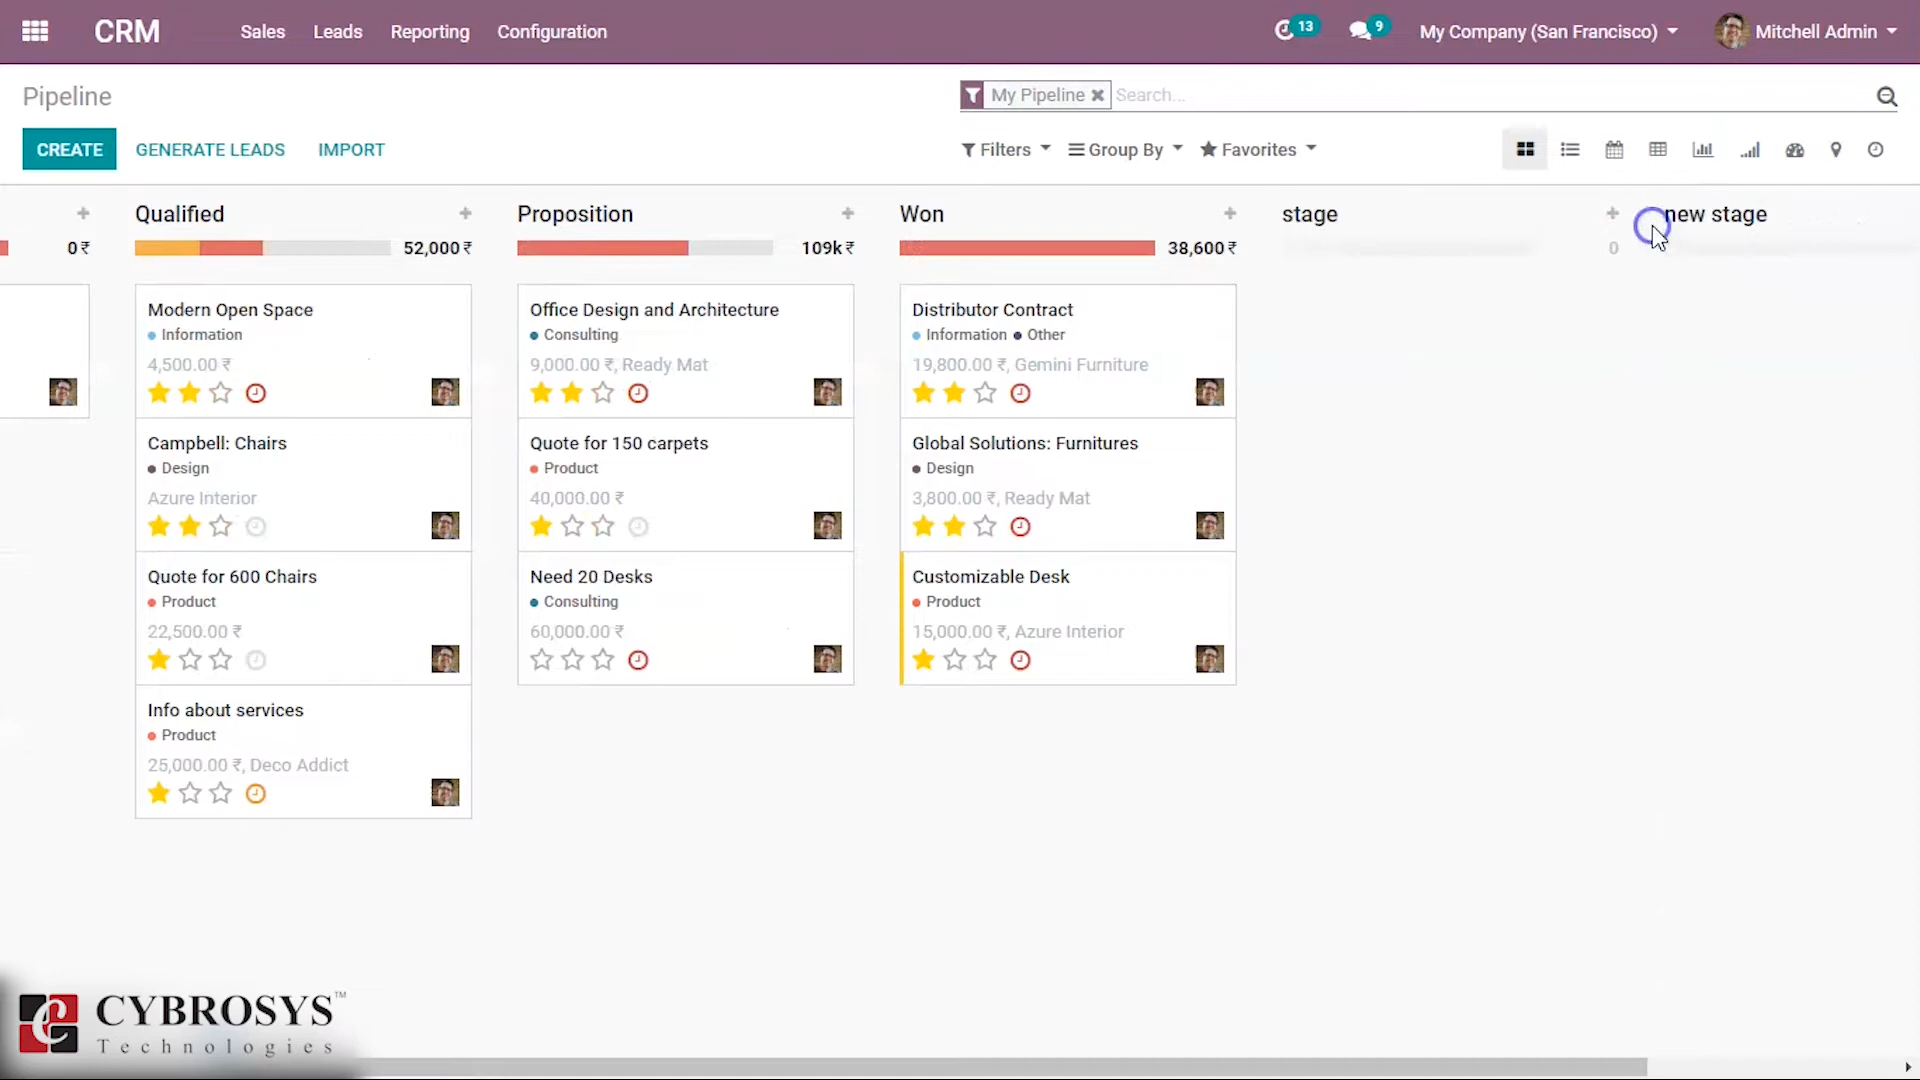 CRM
Sales Leads Reporting Configuration
13
9
My Company (San Francisco)
Mitchell Admin
Pipeline
My Pipeline
Search...
CREATE GENERATE LEADS IMPORT
Filters Group By Favorites
0 ₹
Qualified
52,000 ₹
Modern Open Space
Information
4,500.00 ₹
Campbell: Chairs
Design
Azure Interior
Quote for 600 Chairs
Product
22,500.00 ₹
Info about services
Product
25,000.00 ₹, Deco Addict
Proposition
109k ₹
Office Design and Architecture
Consulting
9,000.00 ₹, Ready Mat
Quote for 150 carpets
Product
40,000.00 ₹
Need 20 Desks
Consulting
60,000.00 ₹
Won
38,600 ₹
Distributor Contract
Information Other
19,800.00 ₹, Gemini Furniture
Global Solutions: Furnitures
Design
3,800.00 ₹, Ready Mat
Customizable Desk
Product
15,000.00 ₹, Azure Interior
stage
0
new stage
CYBROSYS™
Technologies